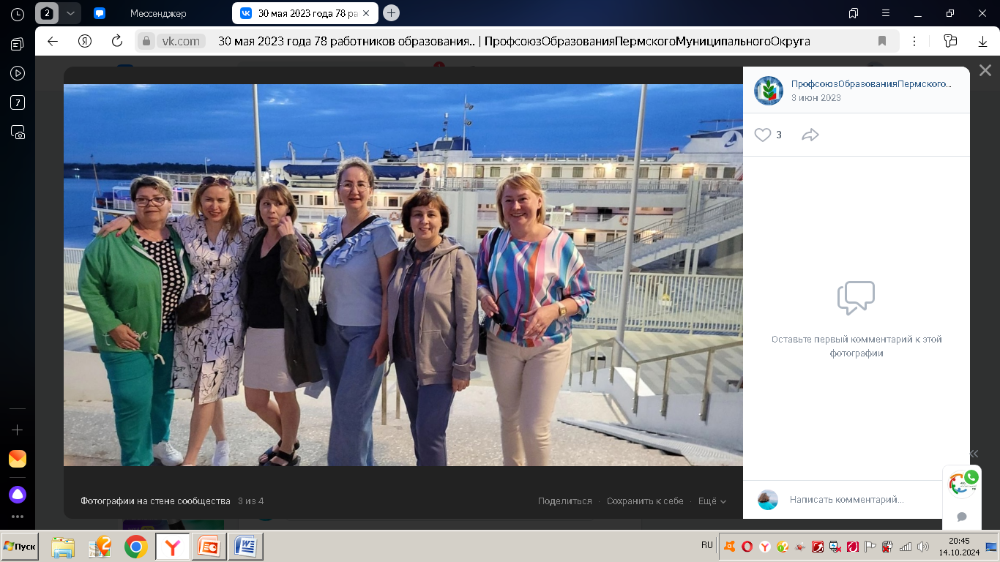 2
Мессенджер
30 мая 2023 года 78 ра
vk.com
30 мая 2023 года 78 работников образования.. | ПрофсоюзОбразованияПермскогоМуниципальногоОкруга
7
ПрофсоюзОбразованияПермского...
3 июн 2023
3
Оставьте первый комментарий к этой
фотографии
Фотографии на стене сообщества 3 из 4
Поделиться · Сохранить к себе · Ещё
Написать комментарий...
Пуск
RU
20:45
14.10.2024